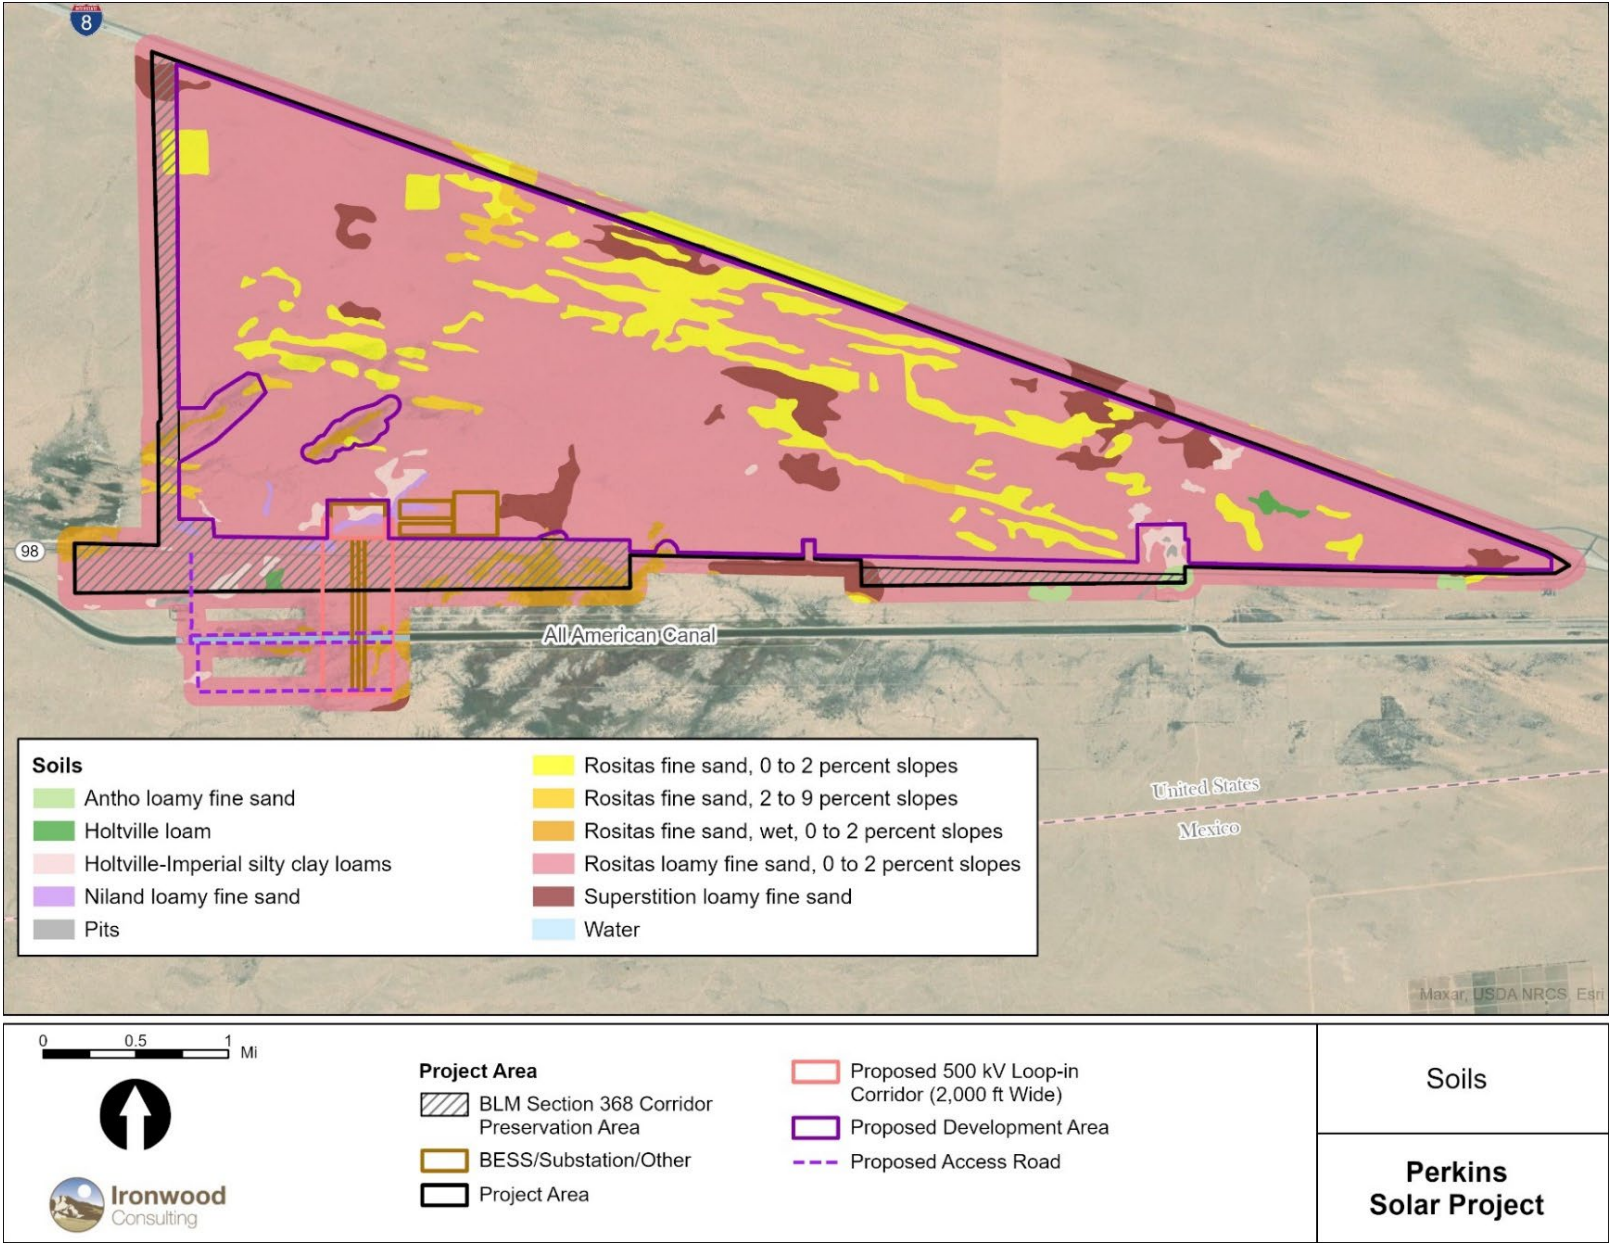 8
98
All American Canal
United States
Mexico
Soils
Antho loamy fine sand
Holtville loam
Holtville-Imperial silty clay loams
Niland loamy fine sand
Pits
Rositas fine sand, 0 to 2 percent slopes
Rositas fine sand, 2 to 9 percent slopes
Rositas fine sand, wet, 0 to 2 percent slopes
Rositas loamy fine sand, 0 to 2 percent slopes
Superstition loamy fine sand
Water
Maxar, USDA NRCS, Esri
0 0.5 1
Mi
Ironwood
Consulting
Project Area
BLM Section 368 Corridor
Preservation Area
BESS/Substation/Other
Project Area
Proposed 500 kV Loop-in
Corridor (2,000 ft Wide)
Proposed Development Area
Proposed Access Road
Soils
Perkins
Solar Project